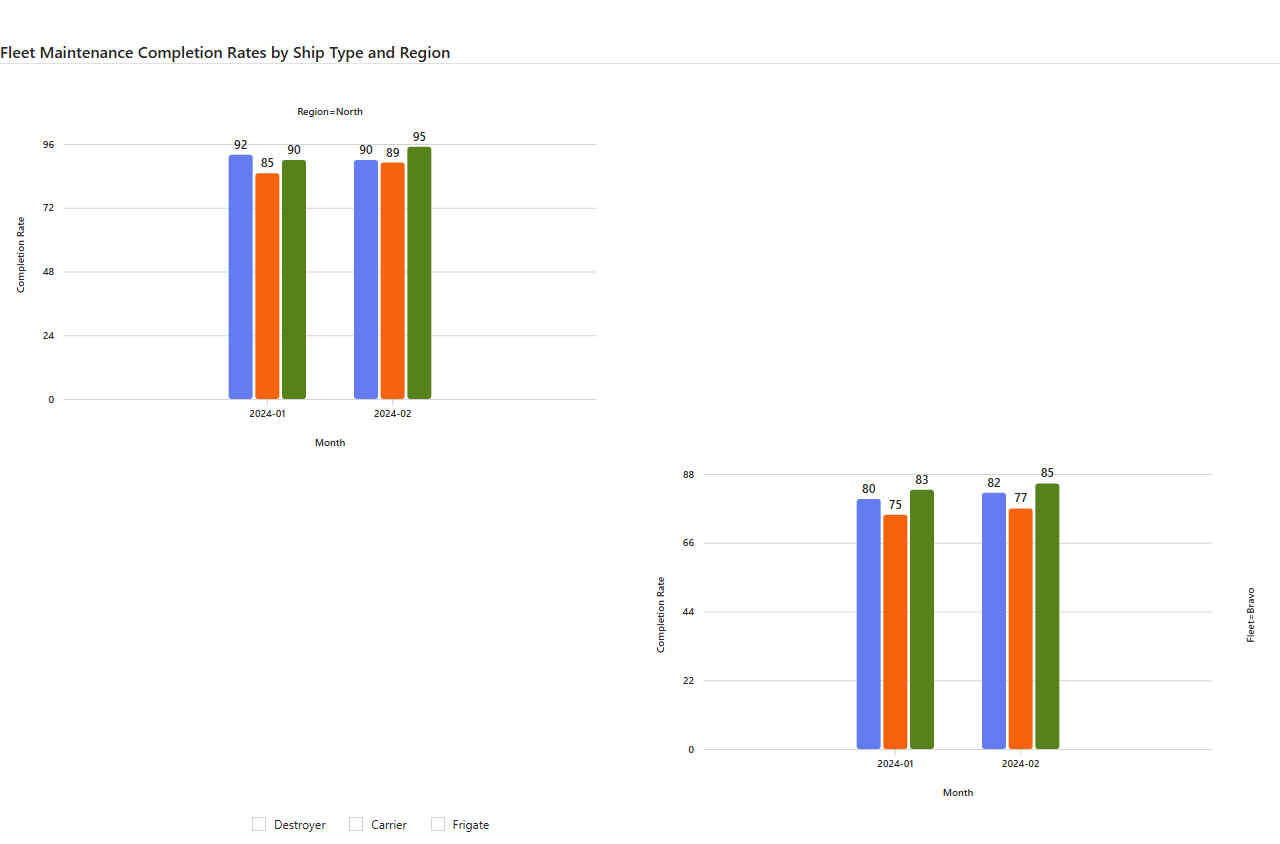 Fleet Maintenance Completion Rates by Ship Type and Region
Region=North
92 85 90 90 89 95
96
72
48
24
0
Completion Rate
2024-01 2024-02
Month
80 75 83 82 77 85
88
66
44
22
0
Completion Rate
Fleet=Bravo
2024-01 2024-02
Month
Destroyer Carrier Frigate